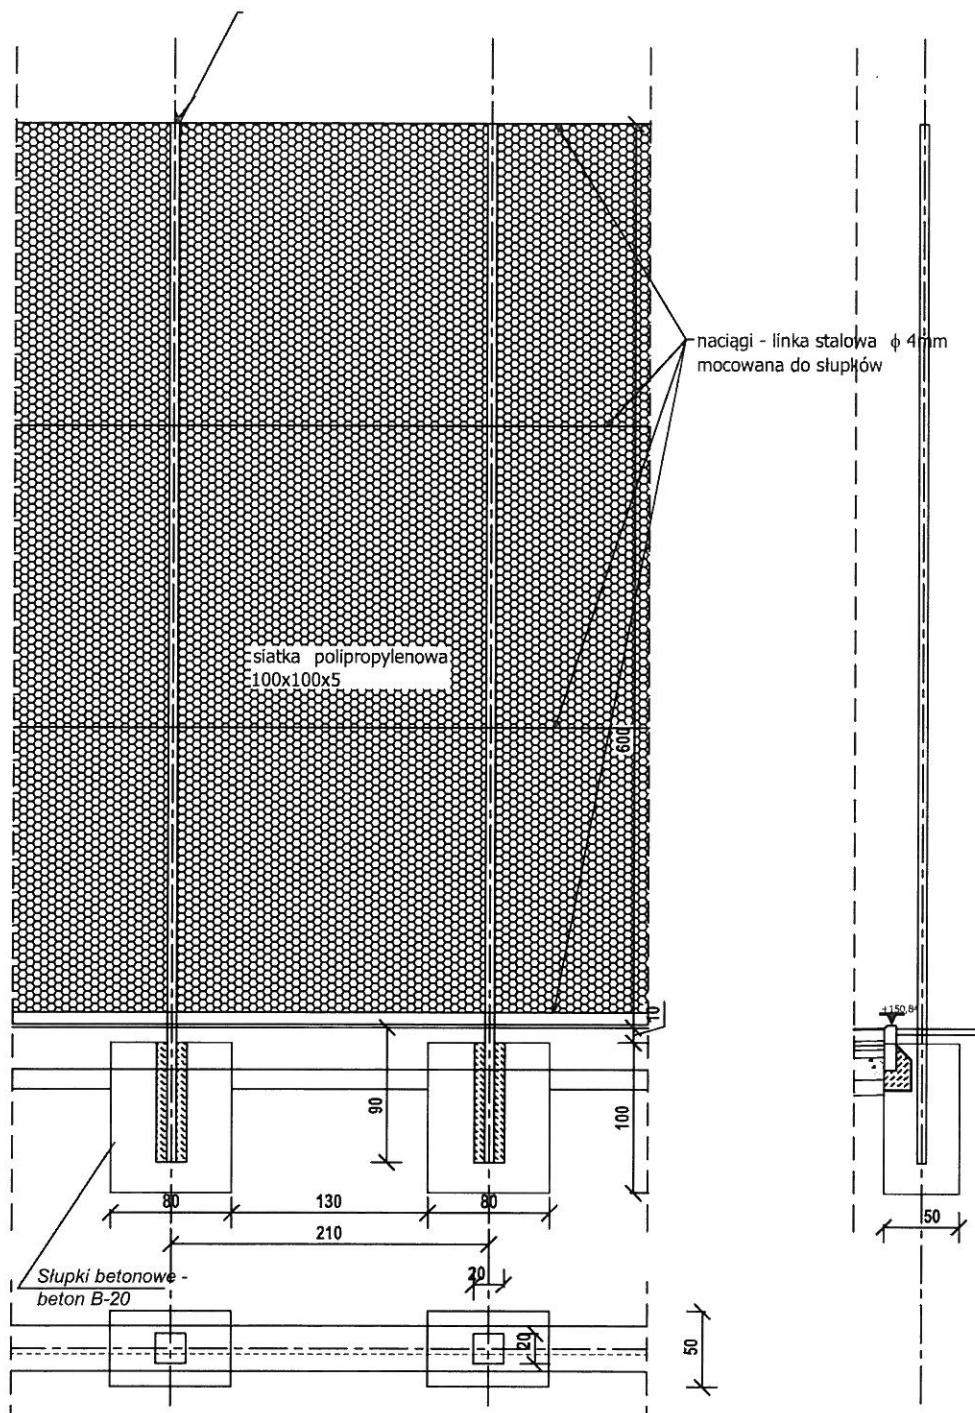 naciągi - linka stalowa ϕ 4mm
mocowana do słupków
siatka polipropylenowa
100x100x5
600
10
90
100
80
130
80
210
50
Słupki betonowe -
beton B-20
20
20
50